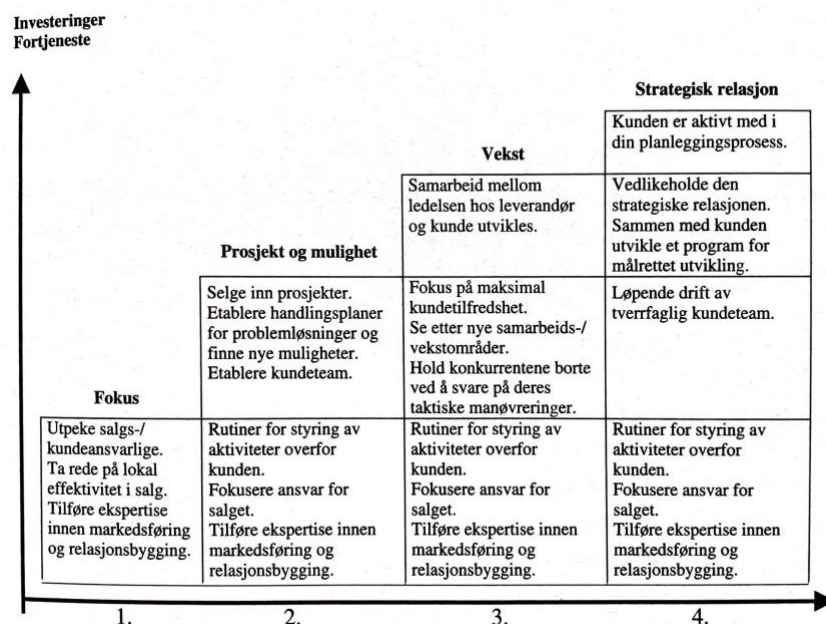 Investeringer
Fortjeneste
Strategisk relasjon
Kunden er aktivt med i
din planleggingsprosess.
Vekst
Samarbeid mellom
ledelsen hos leverandør
og kunde utvikles.
Vedlikeholde den
strategiske relasjonen.
Sammen med kunden
utvikle et program for
målrettet utvikling.
Prosjekt og mulighet
Selge inn prosjekter.
Etablere handlingsplaner
for problemløsninger og
finne nye muligheter.
Etablere kundeteam.
Fokus på maksimal
kundetilfredshet.
Se etter nye samarbeids-/
vekstområder.
Hold konkurrentene borte
ved å svare på deres
taktiske manøvreringer.
Løpende drift av
tverrfaglig kundeteam.
Fokus
Utpeke salgs-/
kundeansvarlige.
Ta rede på lokal
effektivitet i salg.
Tilføre ekspertise
innen markedsføring
og relasjonsbygging.
Rutiner for styring av
aktiviteter overfor
kunden.
Fokusere ansvar for
salget.
Tilføre ekspertise innen
markedsføring og
relasjonsbygging.
Rutiner for styring av
aktiviteter overfor
kunden.
Fokusere ansvar for
salget.
Tilføre ekspertise innen
markedsføring og
relasjonsbygging.
Rutiner for styring av
aktiviteter overfor
kunden.
Fokusere ansvar for
salget.
Tilføre ekspertise innen
markedsføring og
relasjonsbygging.
1. 2. 3. 4.